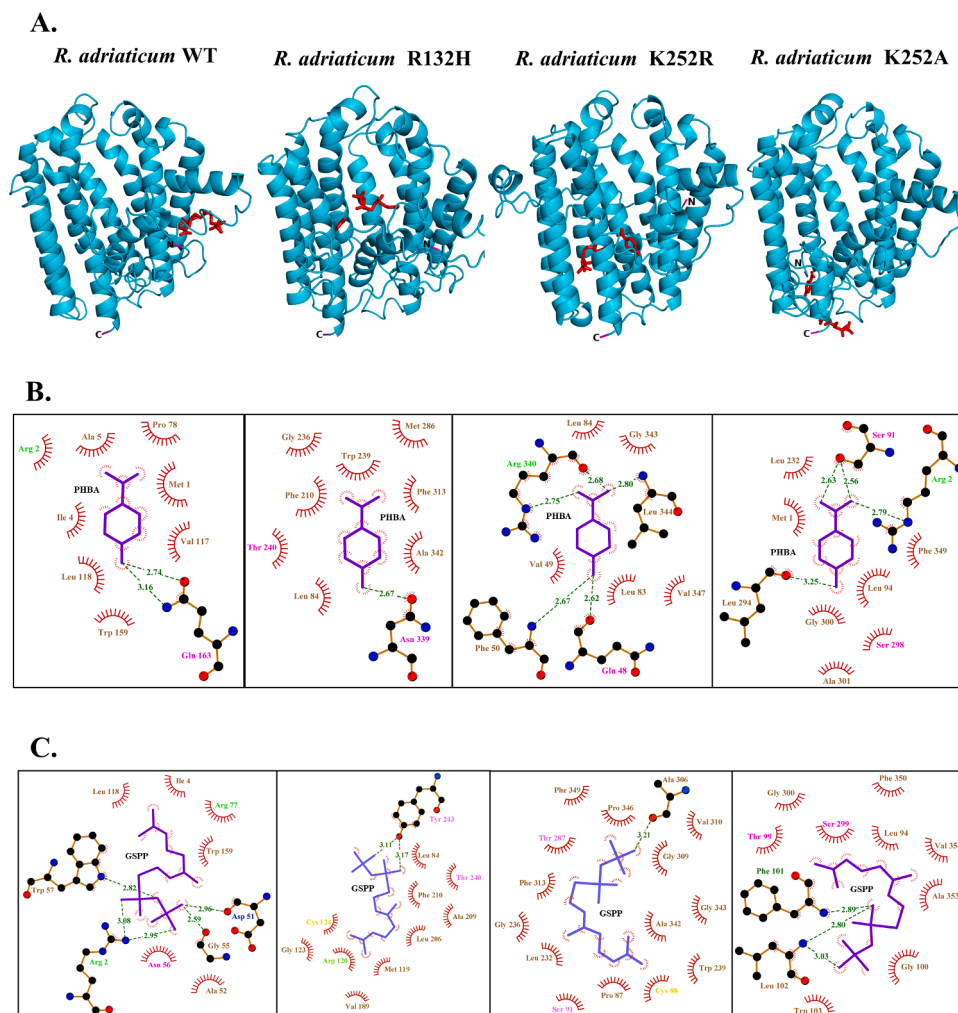 A.
R. adriaticum WT
R. adriaticum R132H
R. adriaticum K252R
R. adriaticum K252A
N
C
N
C
N
C
N
C
B.
Pro 78
Ala 5
Arg 2
PHBA
Met 1
Ile 4
Val 117
Leu 118
2.74
3.16
Trp 159
Gln 163
Met 286
Gly 236
Trp 239
Phe 210
Phe 313
PHBA
Thr 240
Ala 342
Leu 84
2.67
Asn 339
Leu 84
Gly 343
Arg 340
2.68
2.80
2.75
PHBA
Leu 344
Val 49
Leu 83
Val 347
2.67
2.62
Phe 50
Gln 48
Ser 91
Leu 232
Arg 2
2.63
2.56
2.79
Met 1
Phe 349
PHBA
3.25
Leu 94
Leu 294
Gly 300
Ser 298
Ala 301
C.
Ile 4
Leu 118
Arg 77
GSPP
Trp 159
Trp 57
2.82
2.96
2.59
Asp 51
3.08
2.95
Gly 55
Arg 2
Asn 56
Ala 52
Tyr 243
3.11
3.17
Leu 84
GSPP
Thr 240
Phe 210
Cys 124
Ala 209
Gly 123
Leu 206
Arg 120
Met 119
Val 189
Ala 306
Phe 349
Pro 346
Val 310
3.21
Thr 287
Gly 309
Phe 313
GSPP
Gly 343
Gly 236
Ala 342
Leu 232
Trp 239
Pro 87
Cys 88
Ser 91
Phe 350
Gly 300
Ser 299
Thr 99
Leu 94
Phe 101
GSPP
Ala 353
2.89
2.80
Gly 100
3.03
Leu 102
Trp 103